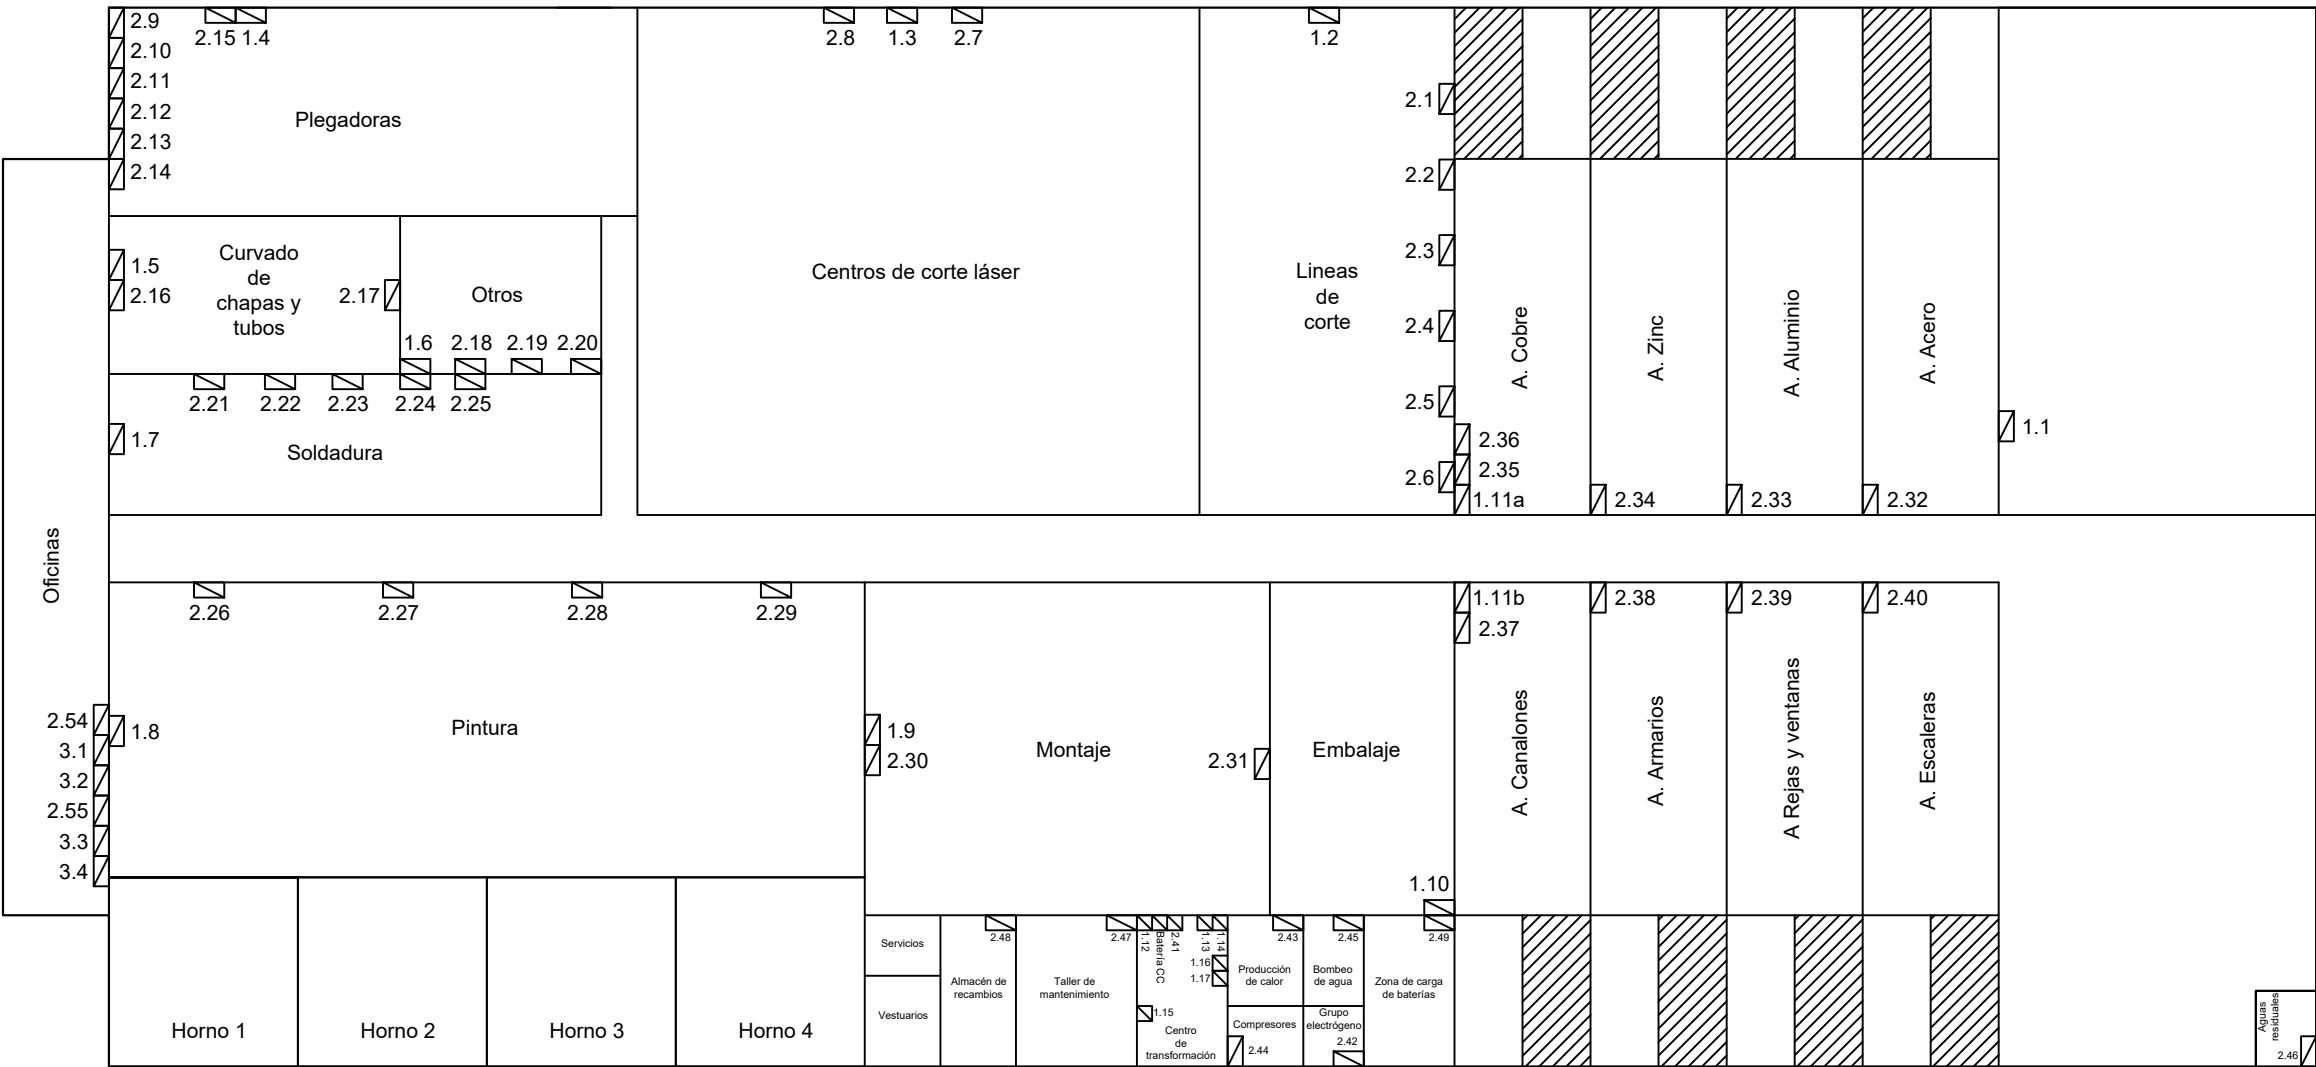 2.9
2.15 1.4
2.8
1.3
2.7
1.2
2.10
2.11
2.12
2.13
2.14
Plegadoras
2.1
2.2
2.3
2.4
2.5
2.6
Curvado
de
chapas y
tubos
1.5
2.16
2.17
Otros
1.6
2.18
2.19
2.20
2.21
2.22
2.23
2.24
2.25
1.7
Soldadura
Centros de corte láser
Lineas
de
corte
A. Cobre
A. Zinc
A. Aluminio
A. Acero
2.36
2.35
1.11a
2.34
2.33
2.32
1.1
Oficinas
2.26
2.27
2.28
2.29
1.11b
2.37
2.38
2.39
2.40
2.54
3.1
3.2
2.55
3.3
3.4
1.8
Pintura
1.9
2.30
Montaje
2.31
Embalaje
1.10
A. Canalones
A. Armarios
A Rejas y ventanas
A. Escaleras
Horno 1
Horno 2
Horno 3
Horno 4
Servicios
Vestuarios
2.48
Almacén de
recambios
2.47
Taller de
mantenimiento
1.12
Batería CC
2.41
1.13
1.14
1.16
1.17
1.15
Centro
de
transformación
2.43
Producción
de calor
Compresores
2.44
2.45
Bombeo
de agua
Grupo
electrógeno
2.42
2.49
Zona de carga
de baterías
Aguas
residuales
2.46